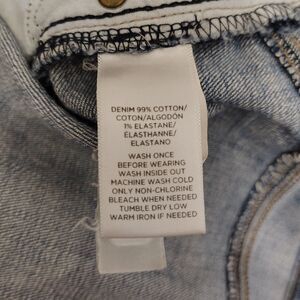 DENIM 99% COTTON/
COTON/ALGODÓN
1% ELASTANE/
ÉLASTHANNE/
ELASTANO
WASH ONCE
BEFORE WEARING
WASH INSIDE OUT
MACHINE WASH COLD
ONLY NON-CHLORINE
BLEACH WHEN NEEDED
TUMBLE DRY LOW
WARM IRON IF NEEDED